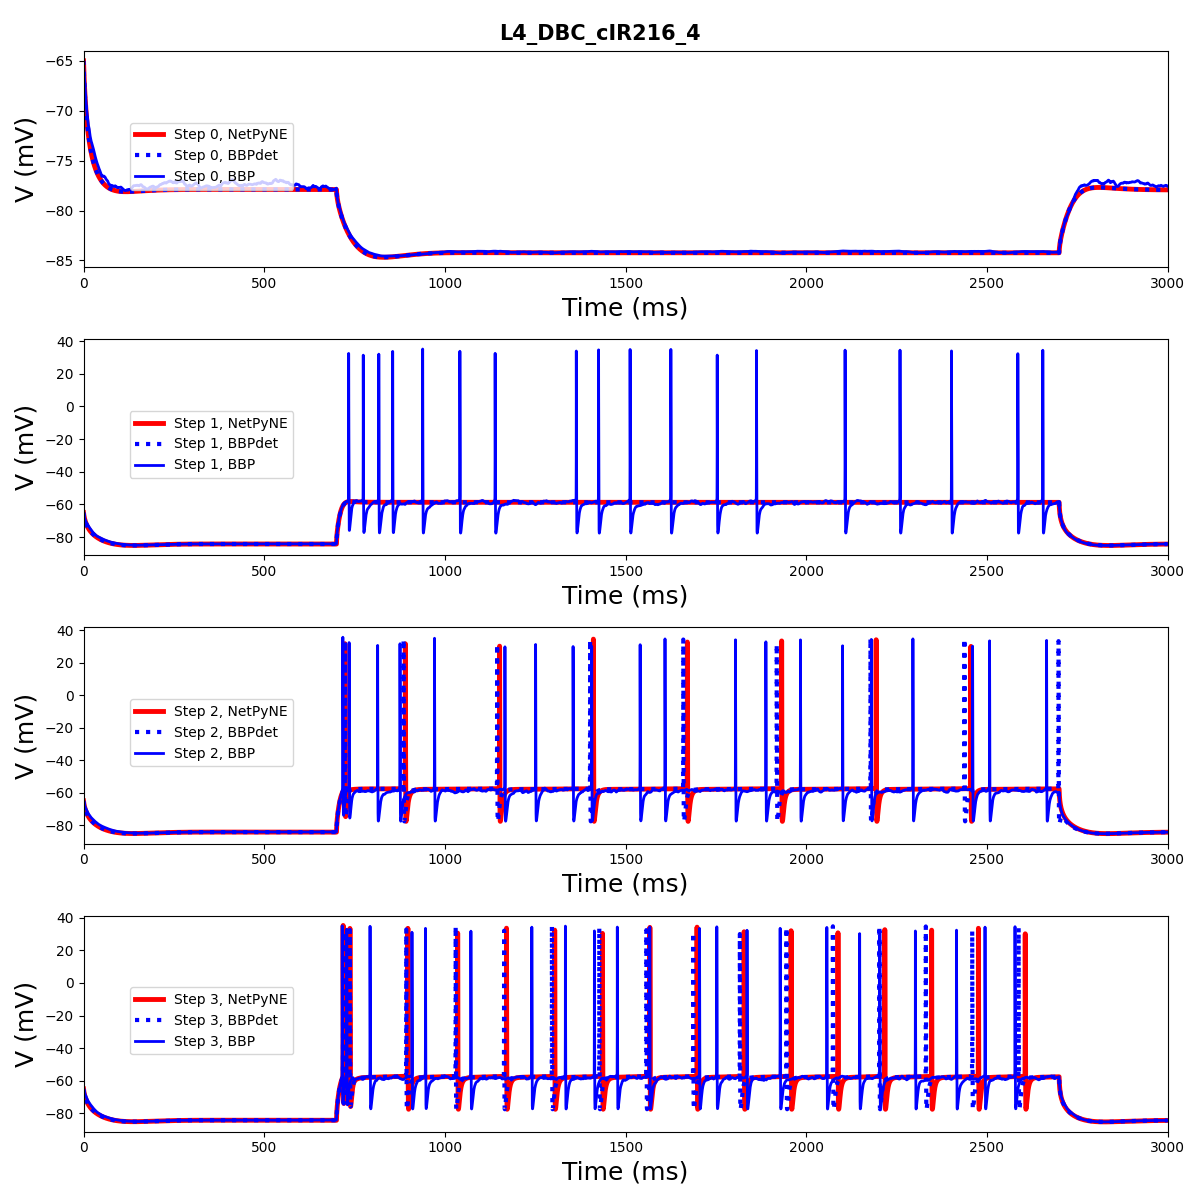 L4_DBC_cIR216_4
−65
−70
−75
−80
−85
V (mV)
Step 0, NetPyNE
Step 0, BBPdet
Step 0, BBP
0 500 1000 1500 2000 2500 3000
Time (ms)
40
20
0
−20
−40
−60
−80
V (mV)
Step 1, NetPyNE
Step 1, BBPdet
Step 1, BBP
0 500 1000 1500 2000 2500 3000
Time (ms)
40
20
0
−20
−40
−60
−80
V (mV)
Step 2, NetPyNE
Step 2, BBPdet
Step 2, BBP
0 500 1000 1500 2000 2500 3000
Time (ms)
40
20
0
−20
−40
−60
−80
V (mV)
Step 3, NetPyNE
Step 3, BBPdet
Step 3, BBP
0 500 1000 1500 2000 2500 3000
Time (ms)